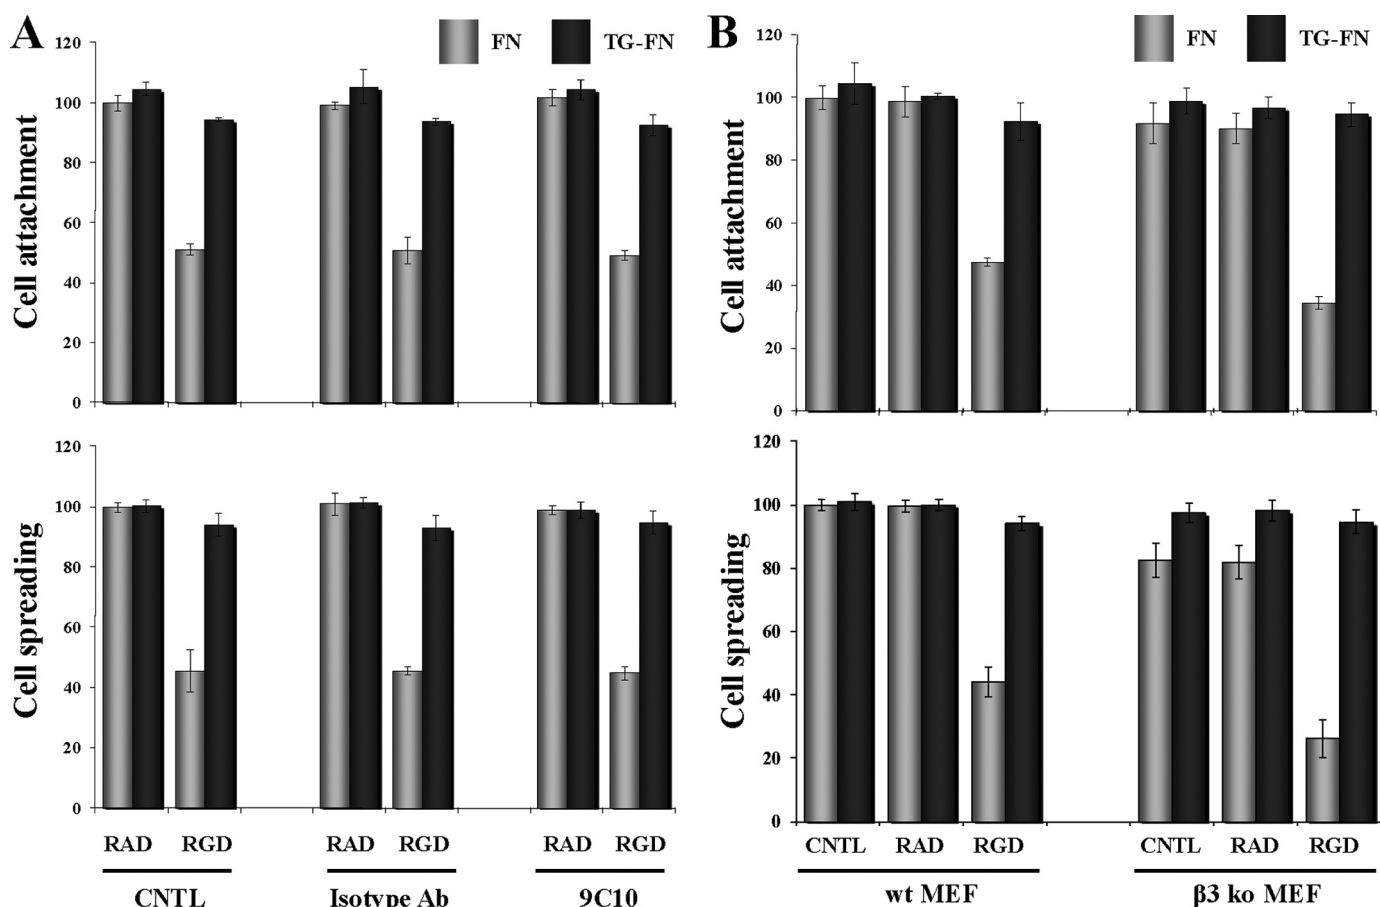 A
FN
TG-FN
Cell attachment
120
100
80
60
40
20
0
Cell spreading
120
100
80
60
40
20
0
RAD RGD RAD RGD RAD RGD
CNTL Isotype Ab 9C10
B
FN
TG-FN
Cell attachment
120
100
80
60
40
20
0
Cell spreading
120
100
80
60
40
20
0
CNTL RAD RGD CNTL RAD RGD
wt MEF β3 ko MEF